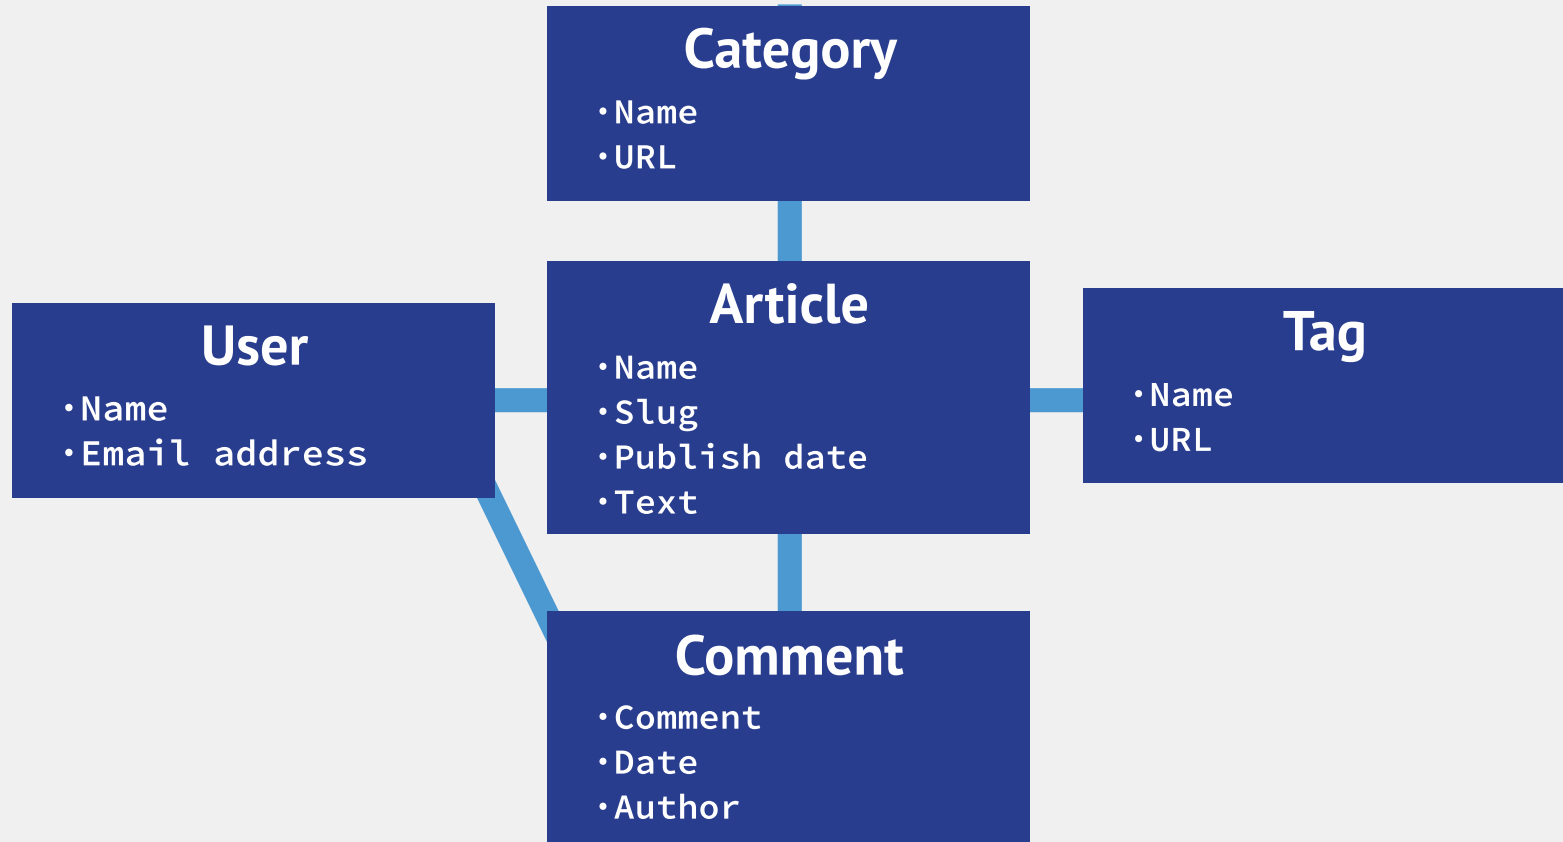 Category
·Name
·URL
Article
·Name
·Slug
·Publish date
·Text
User
·Name
·Email address
Tag
·Name
·URL
Comment
·Comment
·Date
·Author